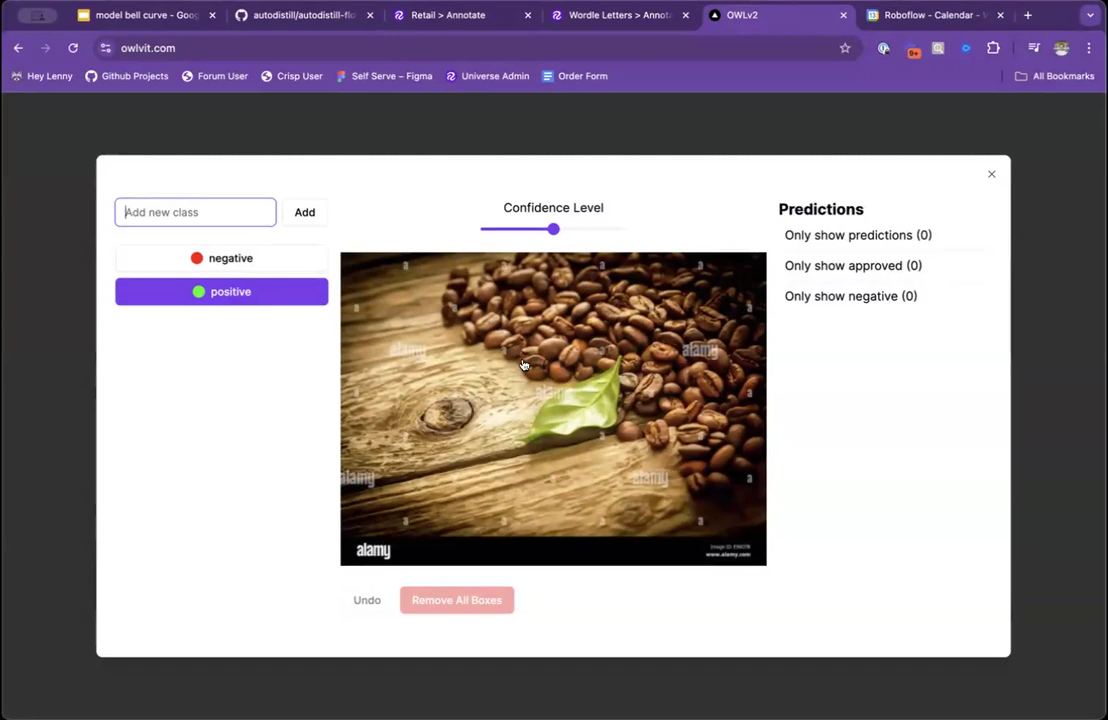 model bell curve - Goog
autodistill/autodistill-flo
Retail > Annotate
Wordle Letters > Annota
OWLv2
Roboflow - Calendar - W
owlvit.com
9+
Hey Lenny
Github Projects
Forum User
Crisp User
Self Serve – Figma
Universe Admin
Order Form
All Bookmarks
Add new class
Add
negative
positive
Confidence Level
Predictions
Only show predictions (0)
Only show approved (0)
Only show negative (0)
alamy
alamy
alamy
alamy
alamy
alamy
www.alamy.com
Undo
Remove All Boxes